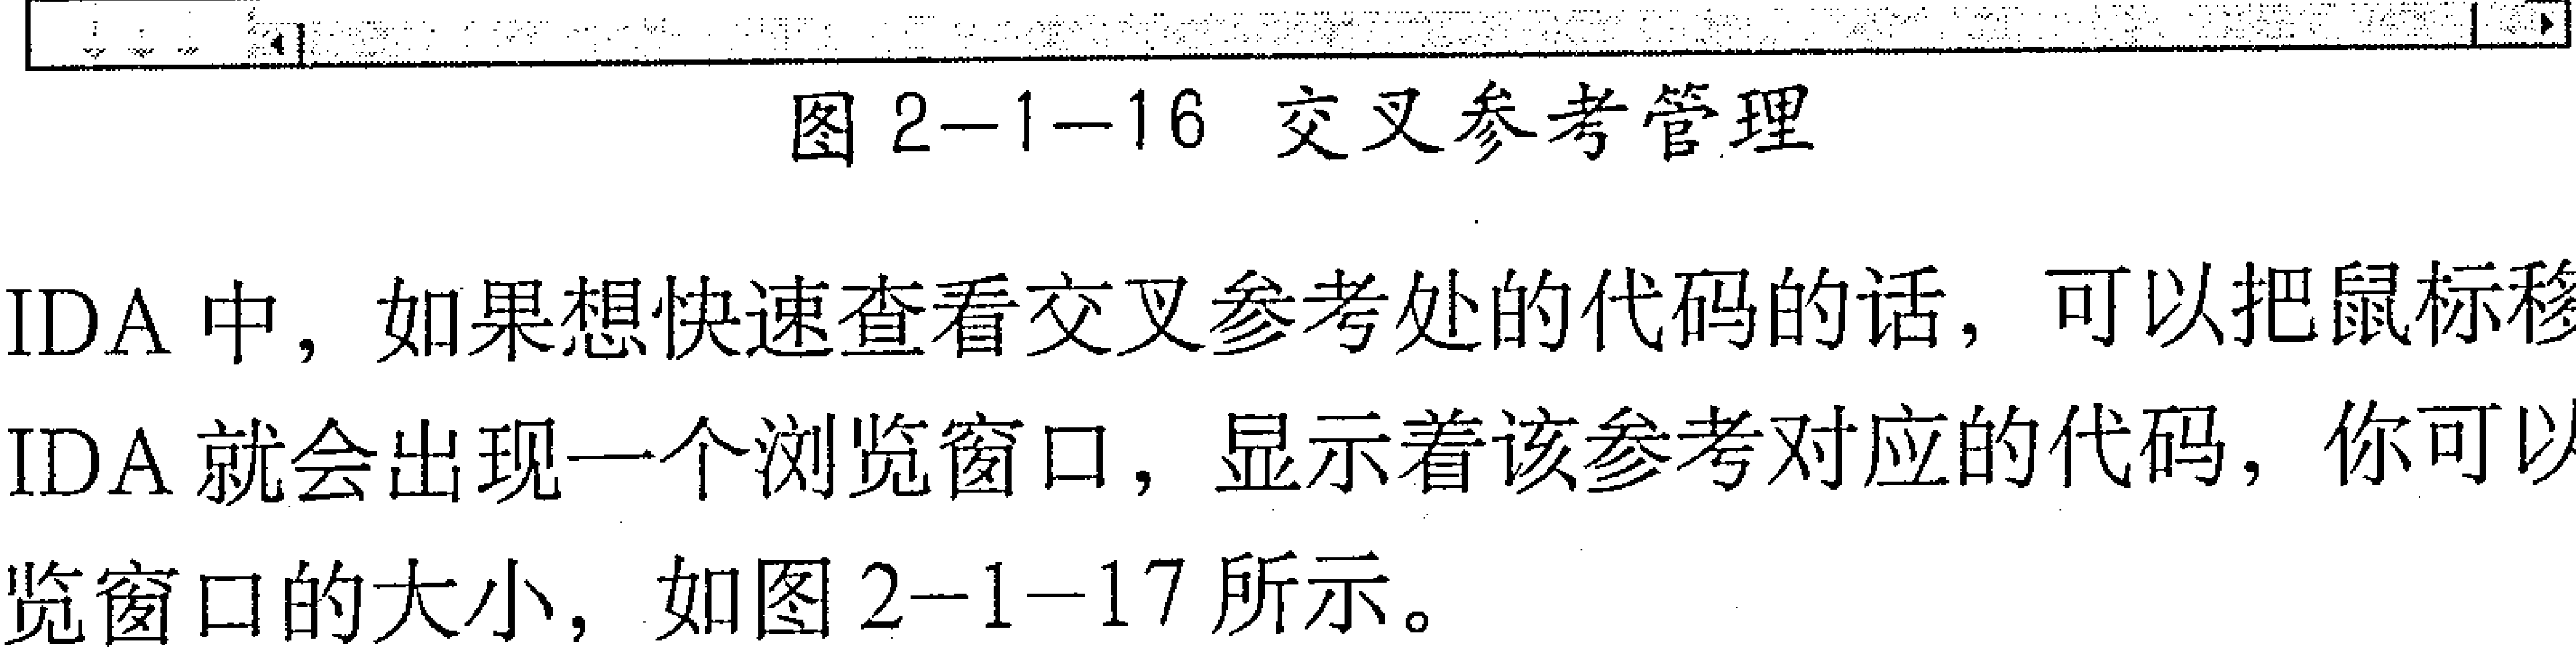 图 2-1-16 交叉参考管理
IDA 中，如果想快速查看交叉参考处的代码的话，可以把鼠标移
IDA 就会出现一个浏览窗口，显示着该参考对应的代码，你可以
览窗口的大小，如图 2-1-17 所示。